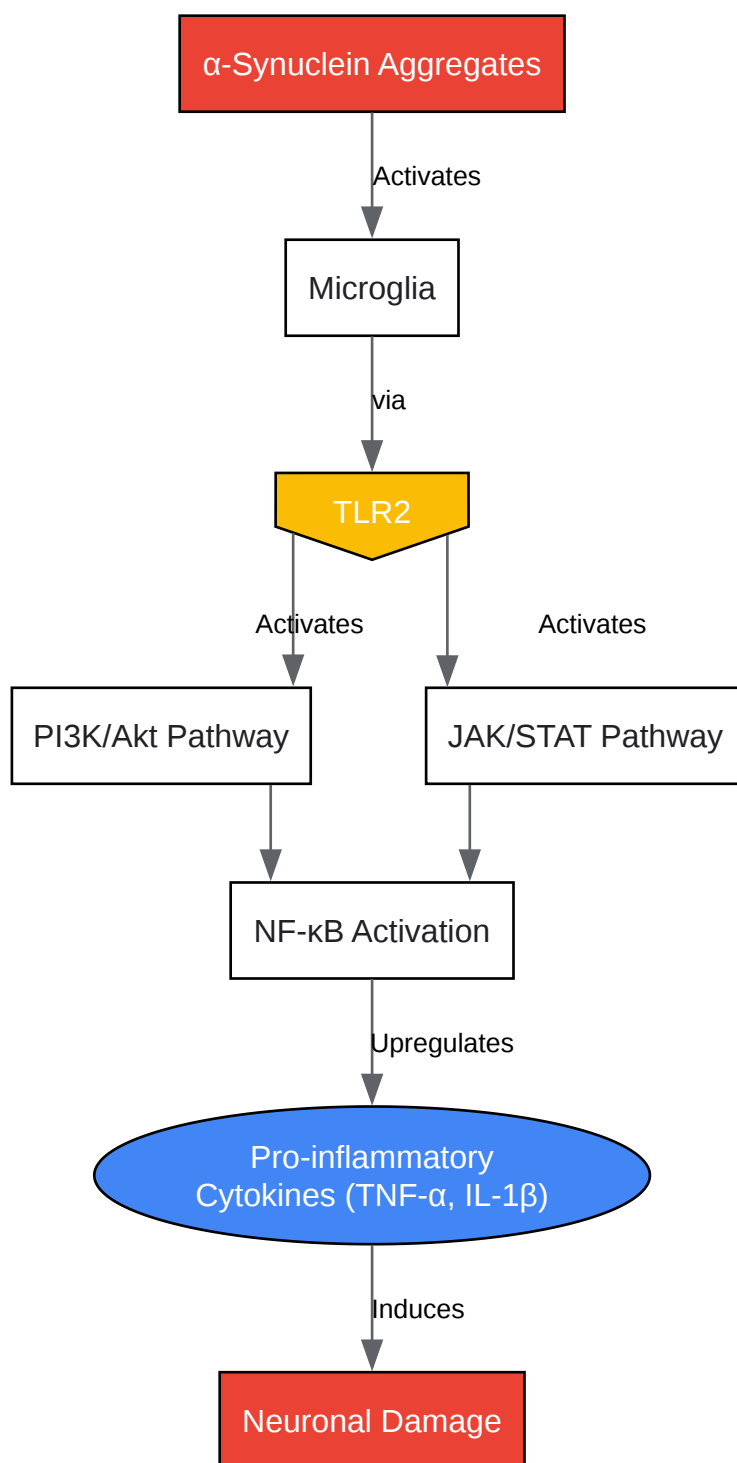 α-Synuclein Aggregates
Activates
Microglia
via
TLR2
Activates
Activates
PI3K/Akt Pathway
JAK/STAT Pathway
NF-κB Activation
Upregulates
Pro-inflammatory
Cytokines (TNF-α, IL-1β)
Induces
Neuronal Damage